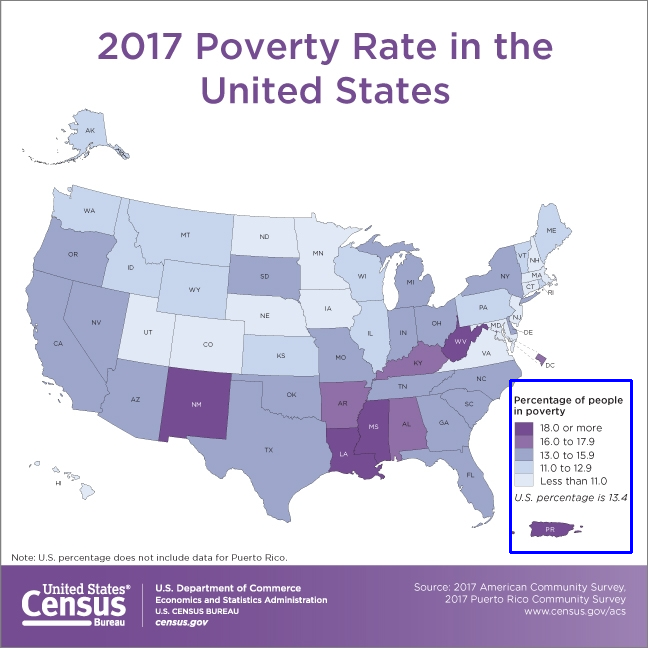 2017 Poverty Rate in the
United States
AK
WA
MT
ND
MN
ME
OR
ID
WY
SD
WI
MI
NY
VT
NH
MA
CT
RI
NV
UT
CO
NE
IA
IL
IN
OH
PA
NJ
DE
MD
DC
CA
AZ
NM
KS
OK
MO
KY
WV
VA
TN
NC
SC
AR
MS
AL
GA
TX
LA
FL
HI
Percentage of people
in poverty
18.0 or more
16.0 to 17.9
13.0 to 15.9
11.0 to 12.9
Less than 11.0
U.S. percentage is 13.4
PR
Note: U.S. percentage does not include data for Puerto Rico.
United States®
Census
Bureau
U.S. Department of Commerce
Economics and Statistics Administration
U.S. CENSUS BUREAU
census.gov
Source: 2017 American Community Survey,
2017 Puerto Rico Community Survey
www.census.gov/acs